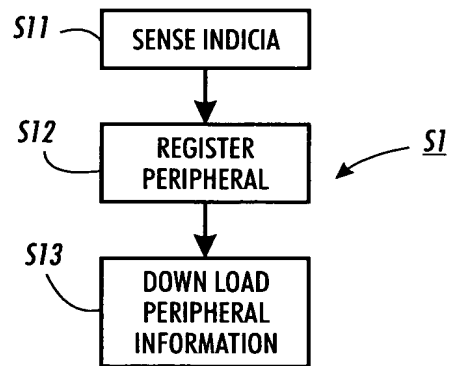 S11
SENSE INDICIA
S12
REGISTER
PERIPHERAL
S1
S13
DOWN LOAD
PERIPHERAL
INFORMATION